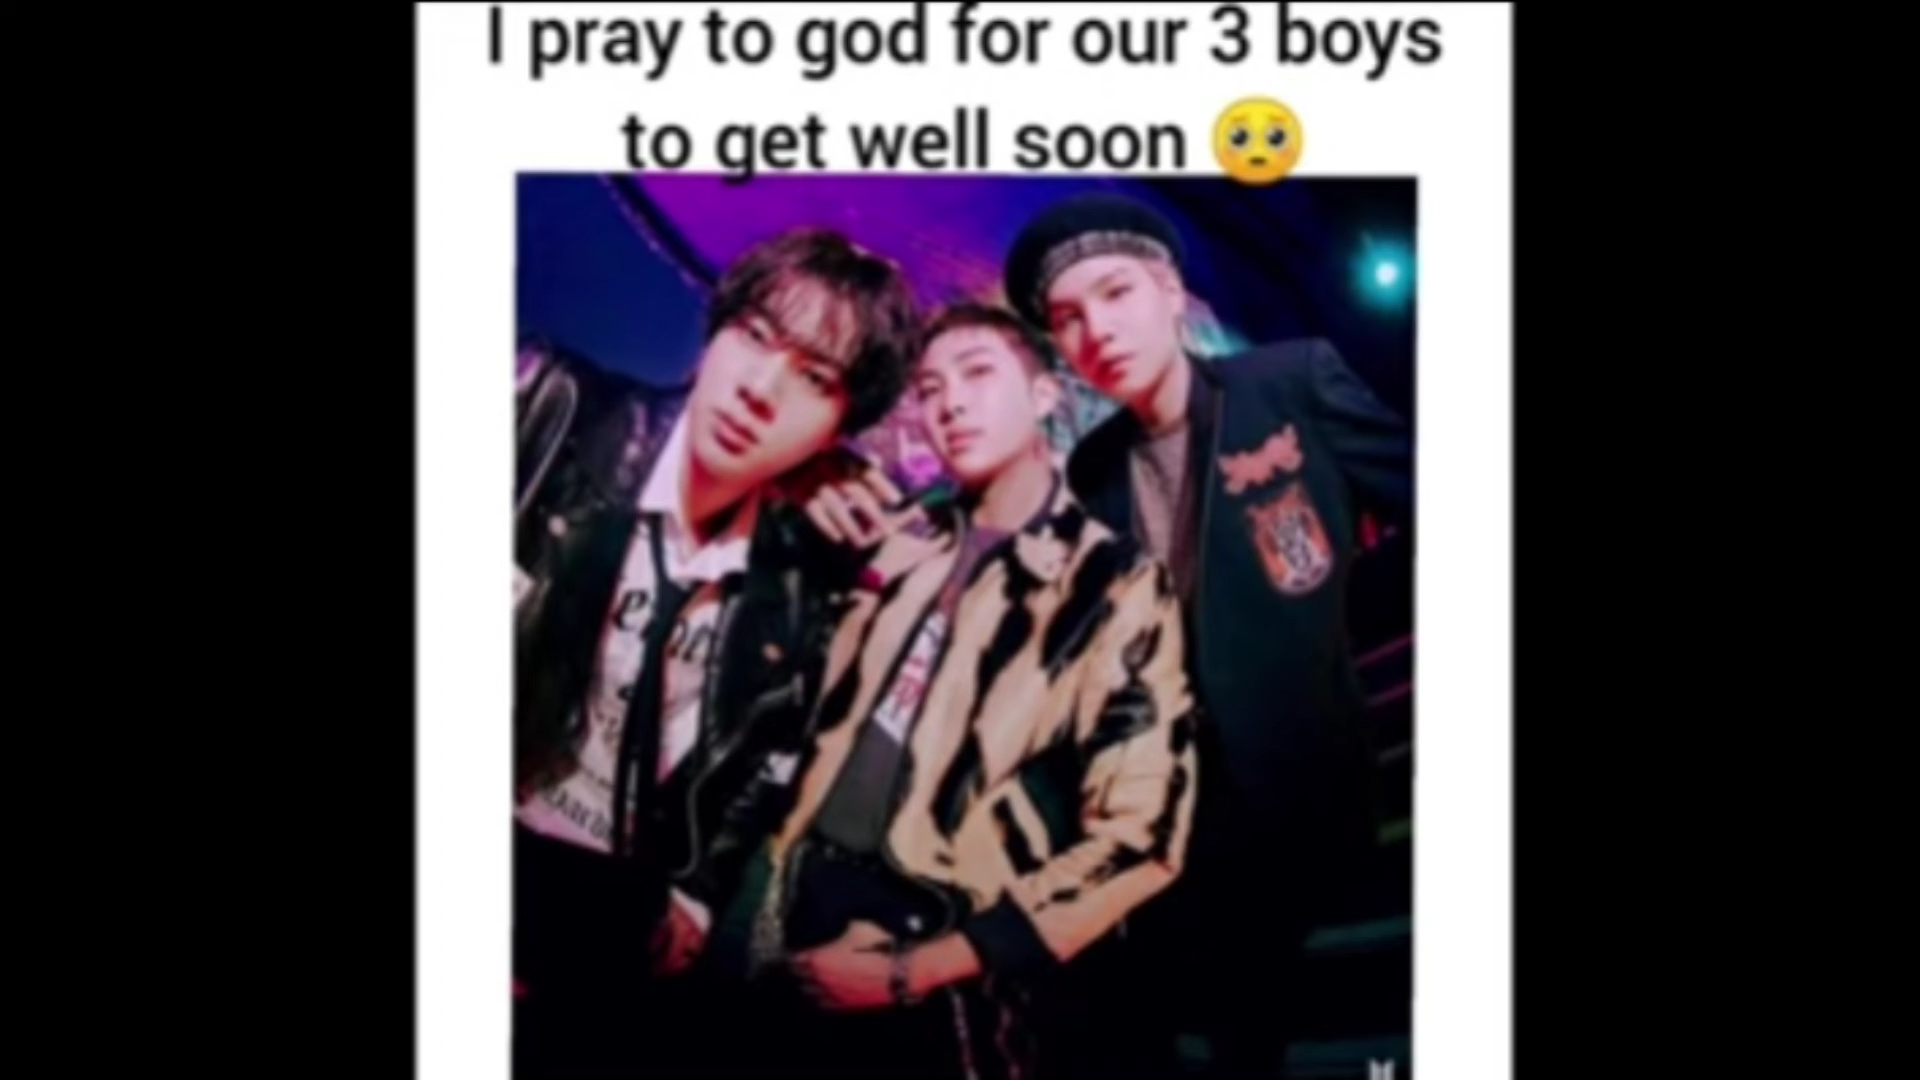 I pray to god for our 3 boys
to get well soon 🥺